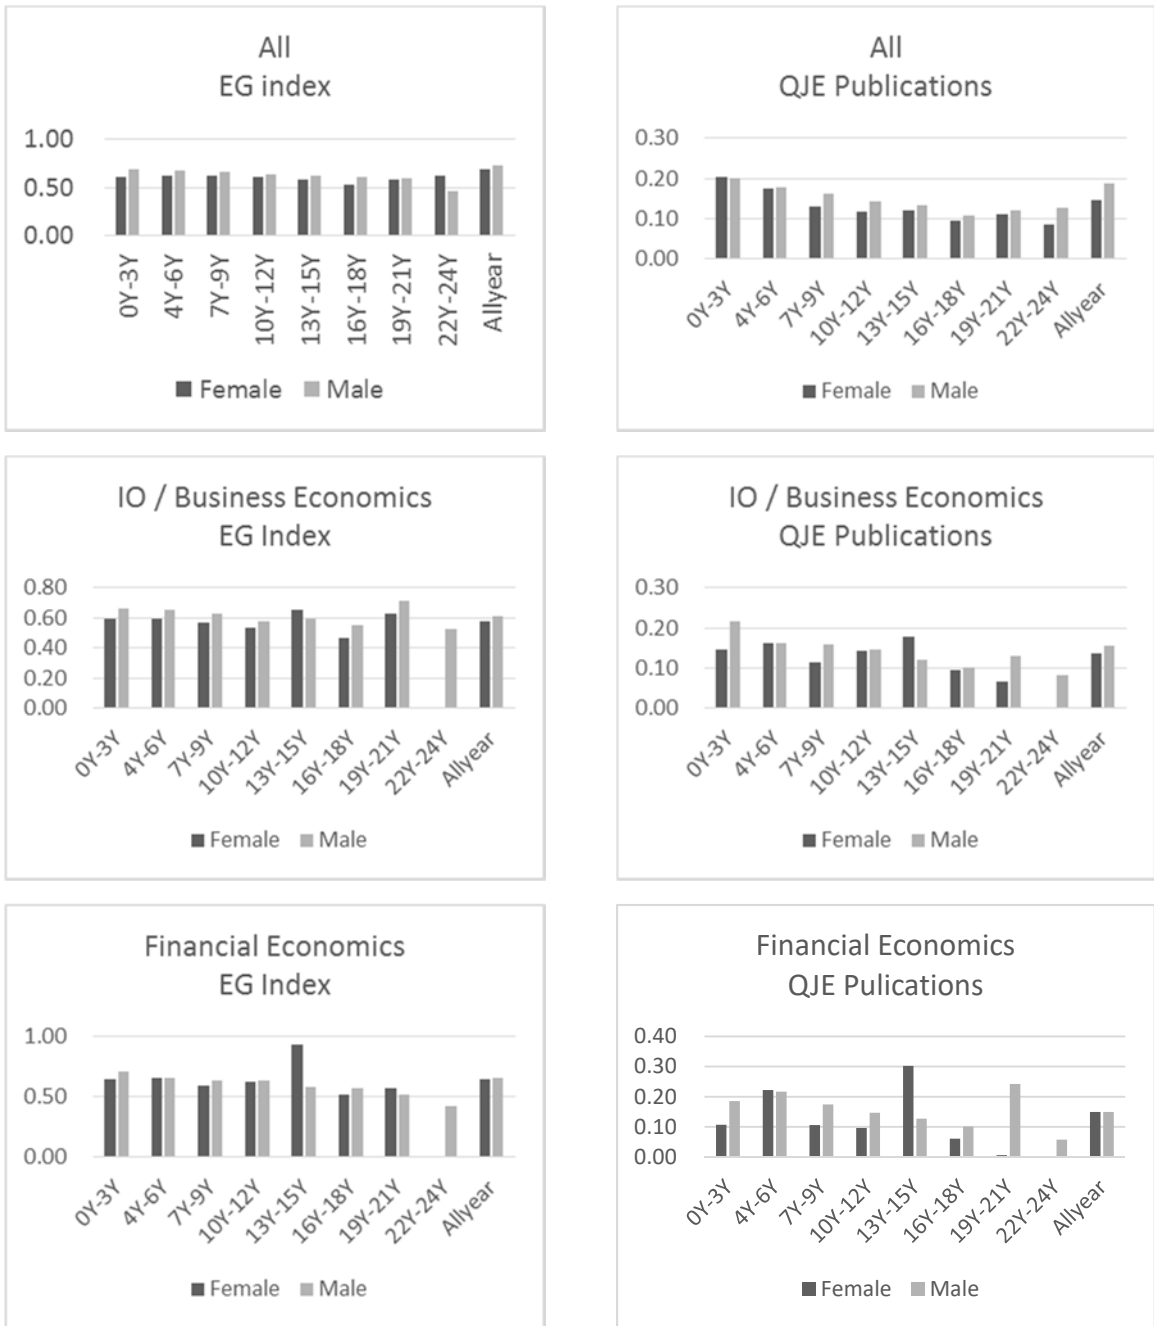 All
EG index
1.00
0.50
0.00
0Y-3Y
4Y-6Y
7Y-9Y
10Y-12Y
13Y-15Y
16Y-18Y
19Y-21Y
22Y-24Y
Allyear
Female Male
All
QJE Publications
0.30
0.20
0.10
0.00
0Y-3Y
4Y-6Y
7Y-9Y
10Y-12Y
13Y-15Y
16Y-18Y
19Y-21Y
22Y-24Y
Allyear
Female Male
IO / Business Economics
EG Index
0.80
0.60
0.40
0.20
0.00
0Y-3Y
4Y-6Y
7Y-9Y
10Y-12Y
13Y-15Y
16Y-18Y
19Y-21Y
22Y-24Y
Allyear
Female Male
IO / Business Economics
QJE Publications
0.30
0.20
0.10
0.00
0Y-3Y
4Y-6Y
7Y-9Y
10Y-12Y
13Y-15Y
16Y-18Y
19Y-21Y
22Y-24Y
Allyear
Female Male
Financial Economics
EG Index
1.00
0.50
0.00
0Y-3Y
4Y-6Y
7Y-9Y
10Y-12Y
13Y-15Y
16Y-18Y
19Y-21Y
22Y-24Y
Allyear
Female Male
Financial Economics
QJE Pulications
0.40
0.30
0.20
0.10
0.00
0Y-3Y
4Y-6Y
7Y-9Y
10Y-12Y
13Y-15Y
16Y-18Y
19Y-21Y
22Y-24Y
Allyear
Female Male